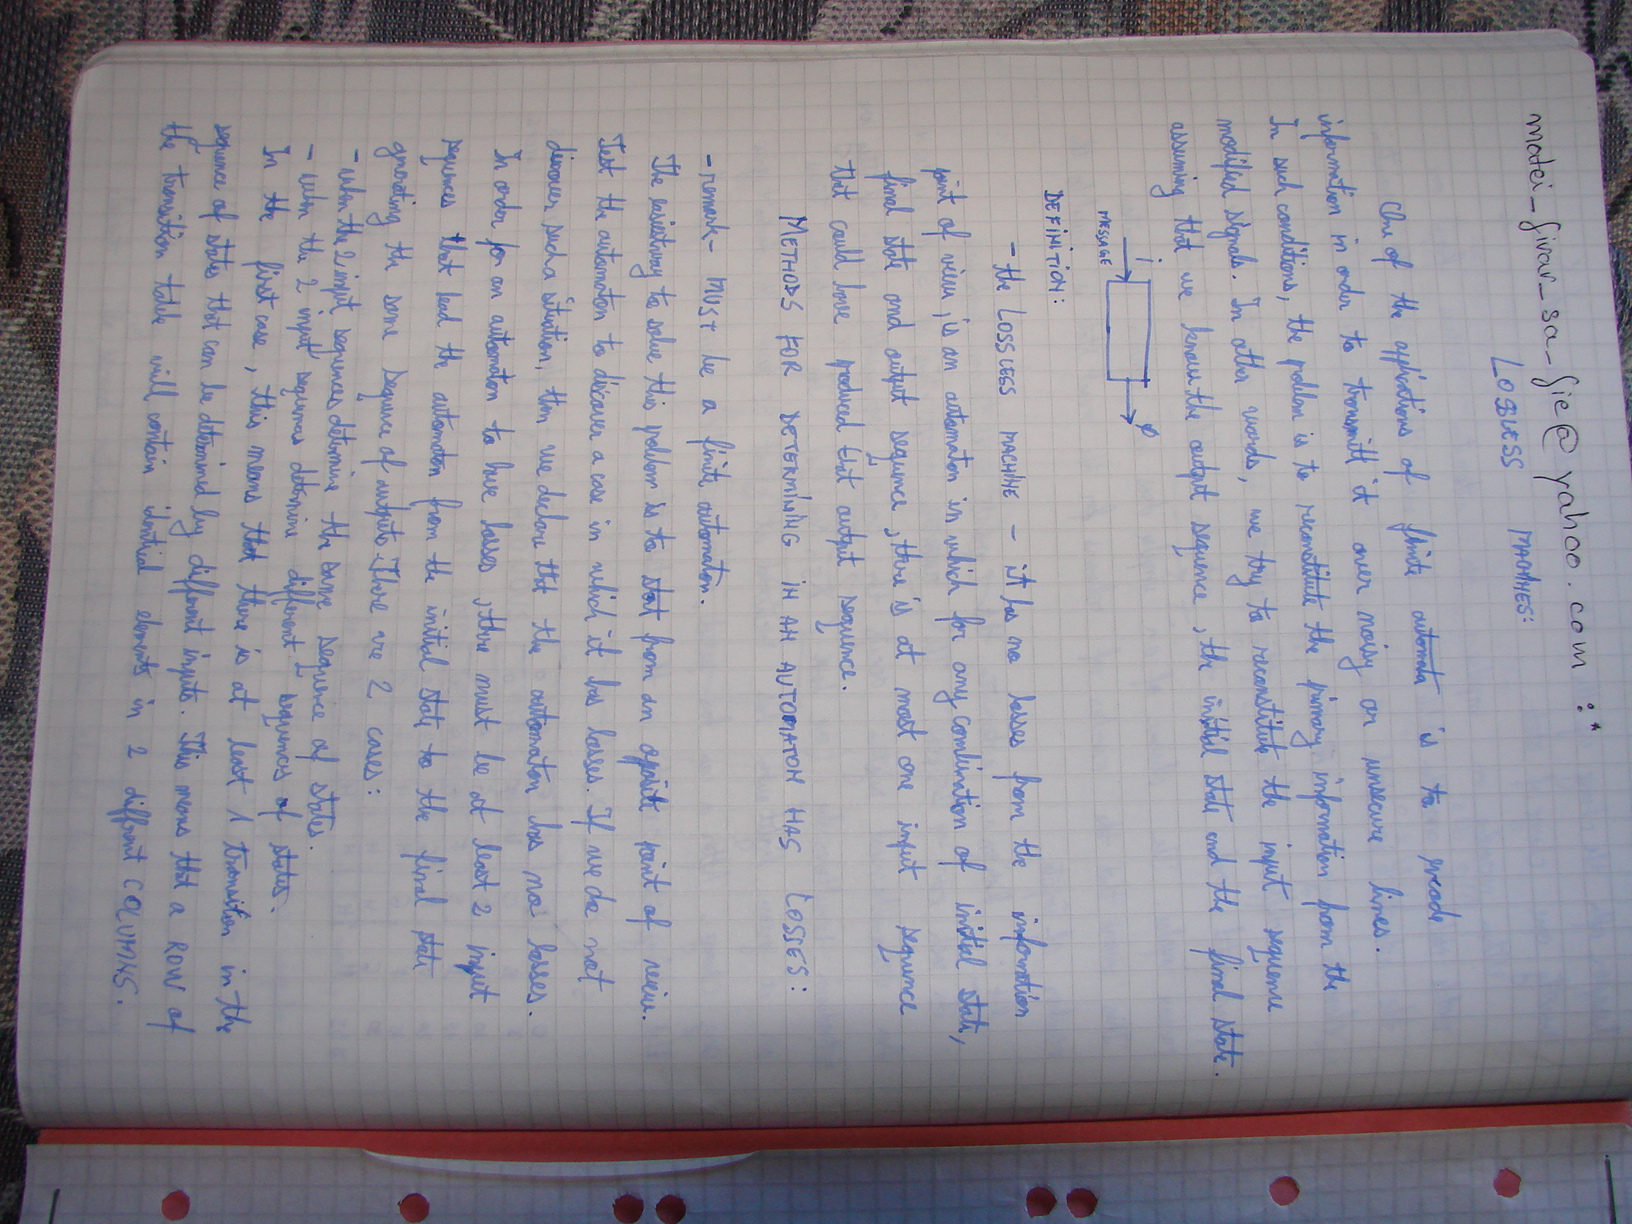 matei_givan_sa_fie@yahoo.com :*
LOSSLESS MACHINES:
One of the applications of finite automata is to encode
information in order to transmitt it over noisy or unsecure lines.
In such conditions, the problem is to reconstitute the primary information from the
modified signals. In other words, we try to reconstitute the input sequence
assuming that we know the output sequence, the initial state and the final state.
i
MESSAGE
DEFINITION:
- the LOSSLESS MACHINE - it has no losses from the information
point of view, is an automaton in which for any combination of initial state,
final state and output sequence, there is at most one input sequence
that could have produced that output sequence.
METHODS FOR DETERMINING IN AN AUTOMATON HAS LOSSES:
- remark - MUST be a finite automaton.
The easiest way to solve this problem is to start from an opposite point of view.
Test the automaton to discover a case in which it has losses. If we do not
discover such a situation, then we declare that the automaton has no losses.
In order for an automaton to have losses, there must be at least 2 input
sequences that lead the automaton from the initial state to the final state
generating the same sequence of outputs. There are 2 cases:
- when the 2 input sequences determine the same sequence of states.
- when the 2 input sequences determine different sequences of states.
In the first case, this means that there is at least 1 transition in the
sequence of states that can be determined by different inputs. This means that a ROW of
the transition table will contain identical elements in 2 different COLUMNS.